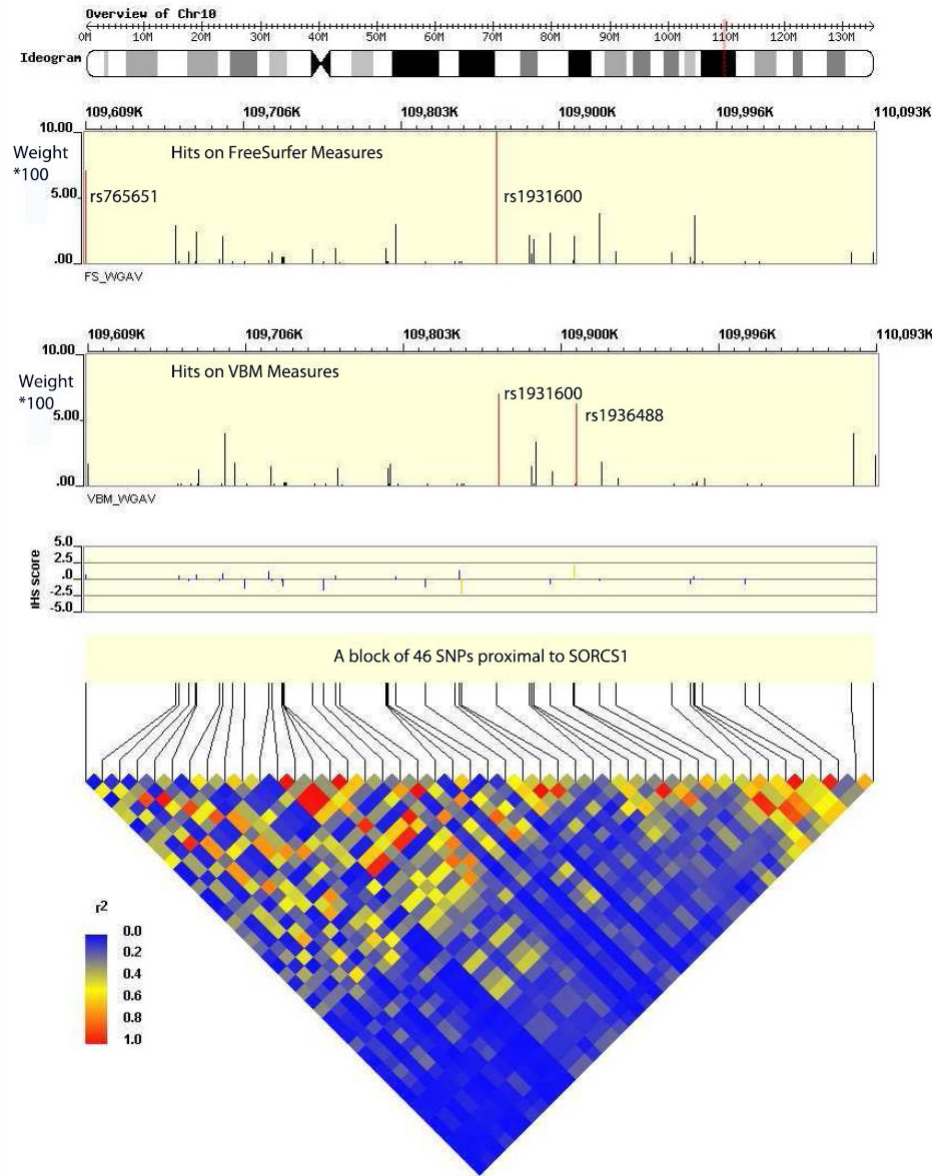 Overview of Chr10
0M 10M 20M 30M 40M 50M 60M 70M 80M 90M 100M 110M 120M 130M
Ideogram
109,609K 109,706K 109,803K 109,900K 109,996K 110,093K
10.00
Weight
*100
Hits on FreeSurfer Measures
5.00
rs765651
rs1931600
.00
FS_WGAV
109,609K 109,706K 109,803K 109,900K 109,996K 110,093K
10.00
Weight
*100
Hits on VBM Measures
rs1931600
rs1936488
5.00
.00
VBM_WGAV
iHs score
5.0
2.5
.0
-2.5
-5.0
A block of 46 SNPs proximal to SORCS1
r2
0.0
0.2
0.4
0.6
0.8
1.0